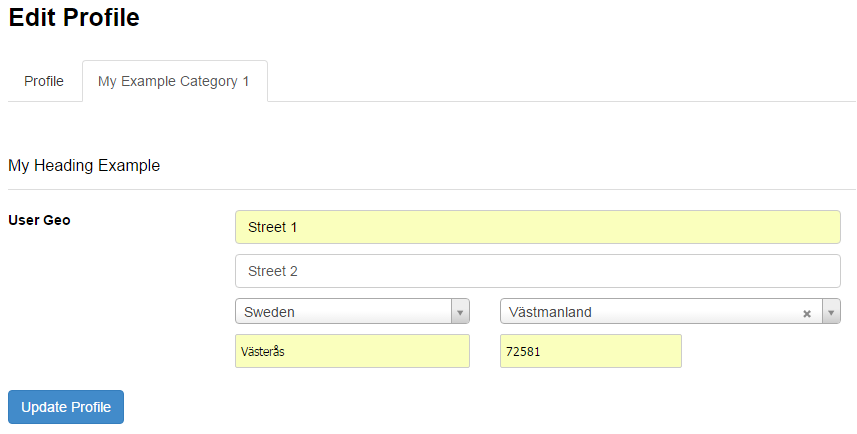 Edit Profile
Profile My Example Category 1
My Heading Example
User Geo Street 1
Street 2
Sweden Västmanland
Västerås 72581
Update Profile